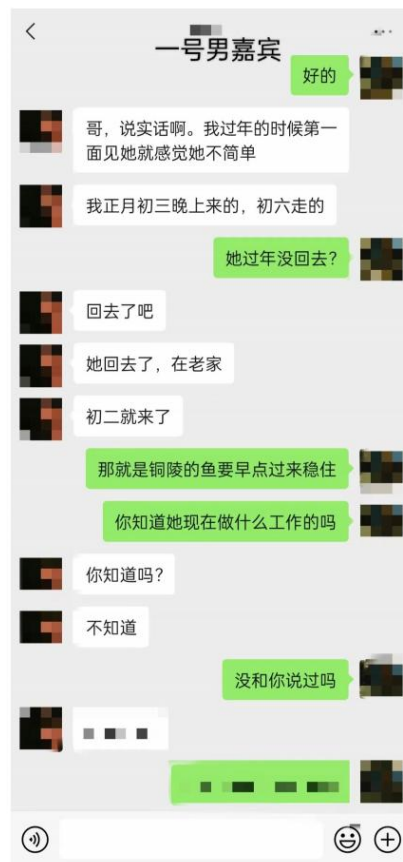 一号男嘉宾
好的
哥，说实话啊。我过年的时候第一
面见她就感觉她不简单
我正月初三晚上来的，初六走的
她过年没回去？
回去了吧
她回去了，在老家
初二就来了
那就是铜陵的鱼要早点过来稳住
你知道她现在做什么工作的吗
你知道吗？
不知道
没和你说过吗